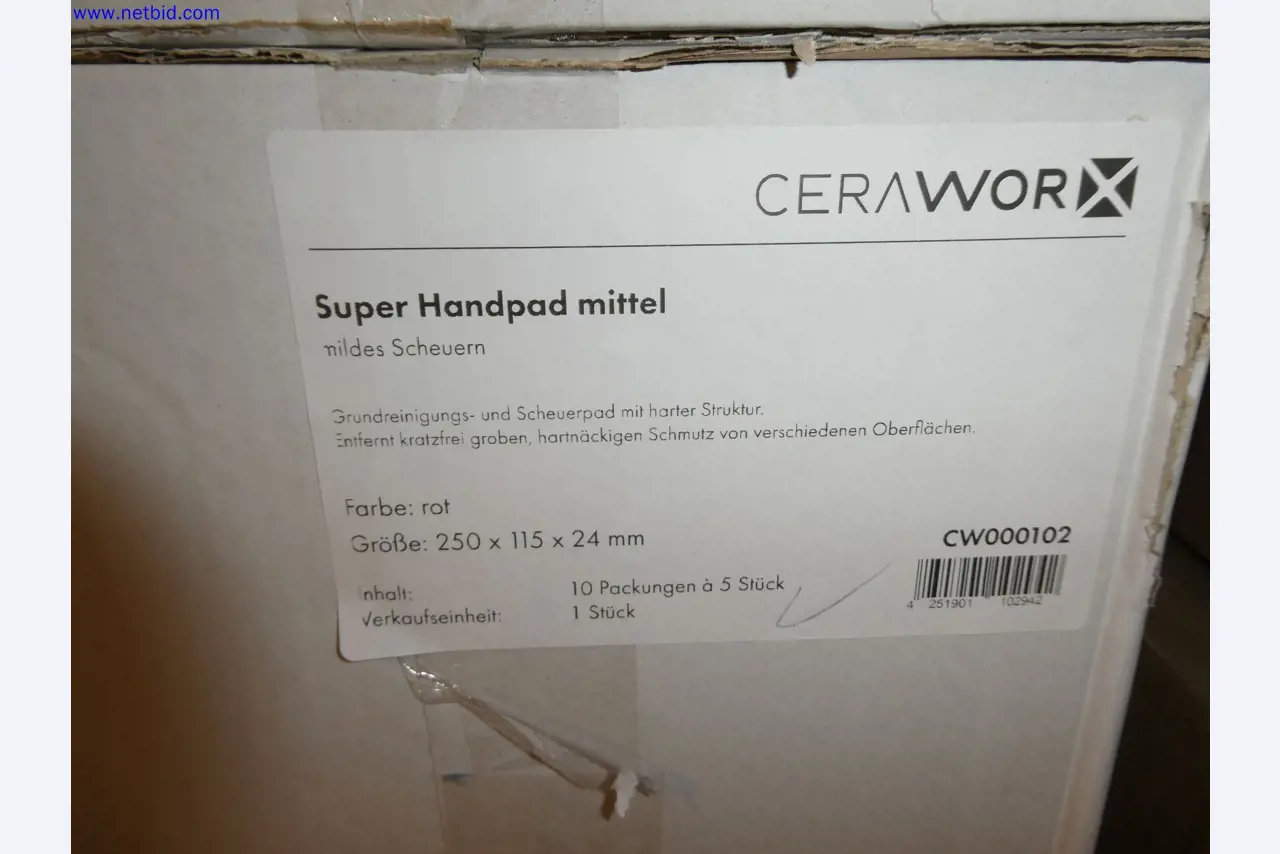 www.netbid.com
CERAWORX
Super Handpad mittel
mildes Scheuern
Grundreinigungs- und Scheuerpad mit harter Struktur.
Entfernt kratzfrei groben, hartnäckigen Schmutz von verschiedenen Oberflächen.
Farbe: rot
Größe: 250 x 115 x 24 mm
CW000102
Inhalt: 10 Packungen à 5 Stück
Verkaufseinheit: 1 Stück
4 251901 102942